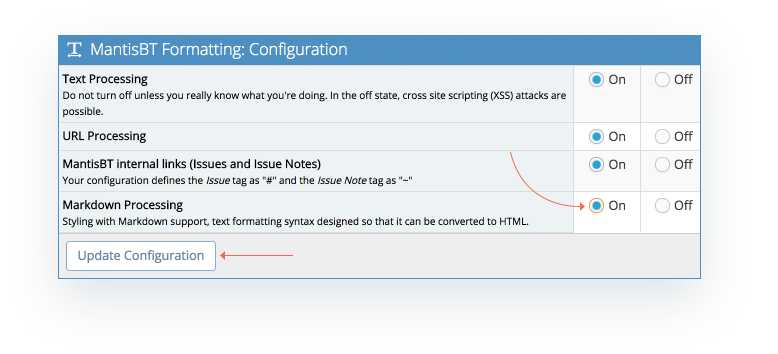 MantisBT Formatting: Configuration
Text Processing
On Off
Do not turn off unless you really know what you're doing. In the off state, cross site scripting (XSS) attacks are
possible.
URL Processing
On Off
MantisBT internal links (Issues and Issue Notes)
On Off
Your configuration defines the Issue tag as "#" and the Issue Note tag as "~"
Markdown Processing
On Off
Styling with Markdown support, text formatting syntax designed so that it can be converted to HTML.
Update Configuration